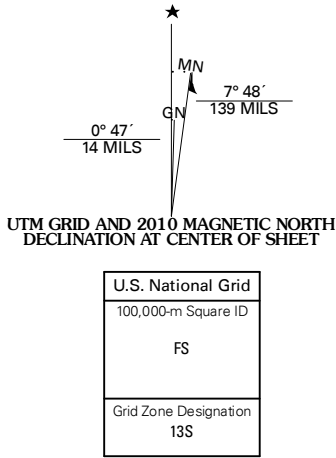 ★
MN
7° 48´
139 MILS
GN
0° 47´
14 MILS
UTM GRID AND 2010 MAGNETIC NORTH
DECLINATION AT CENTER OF SHEET
U.S. National Grid
100,000-m Square ID
FS
Grid Zone Designation
13S